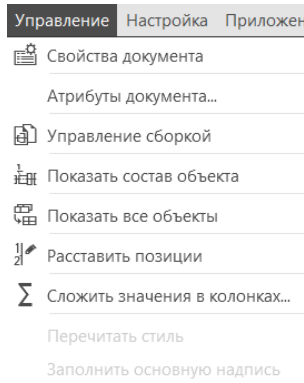 Управление Настройка Приложен
Свойства документа
Атрибуты документа...
Управление сборкой
Показать состав объекта
Показать все объекты
Расставить позиции
Сложить значения в колонках...
Перечитать стиль
Заполнить основную надпись